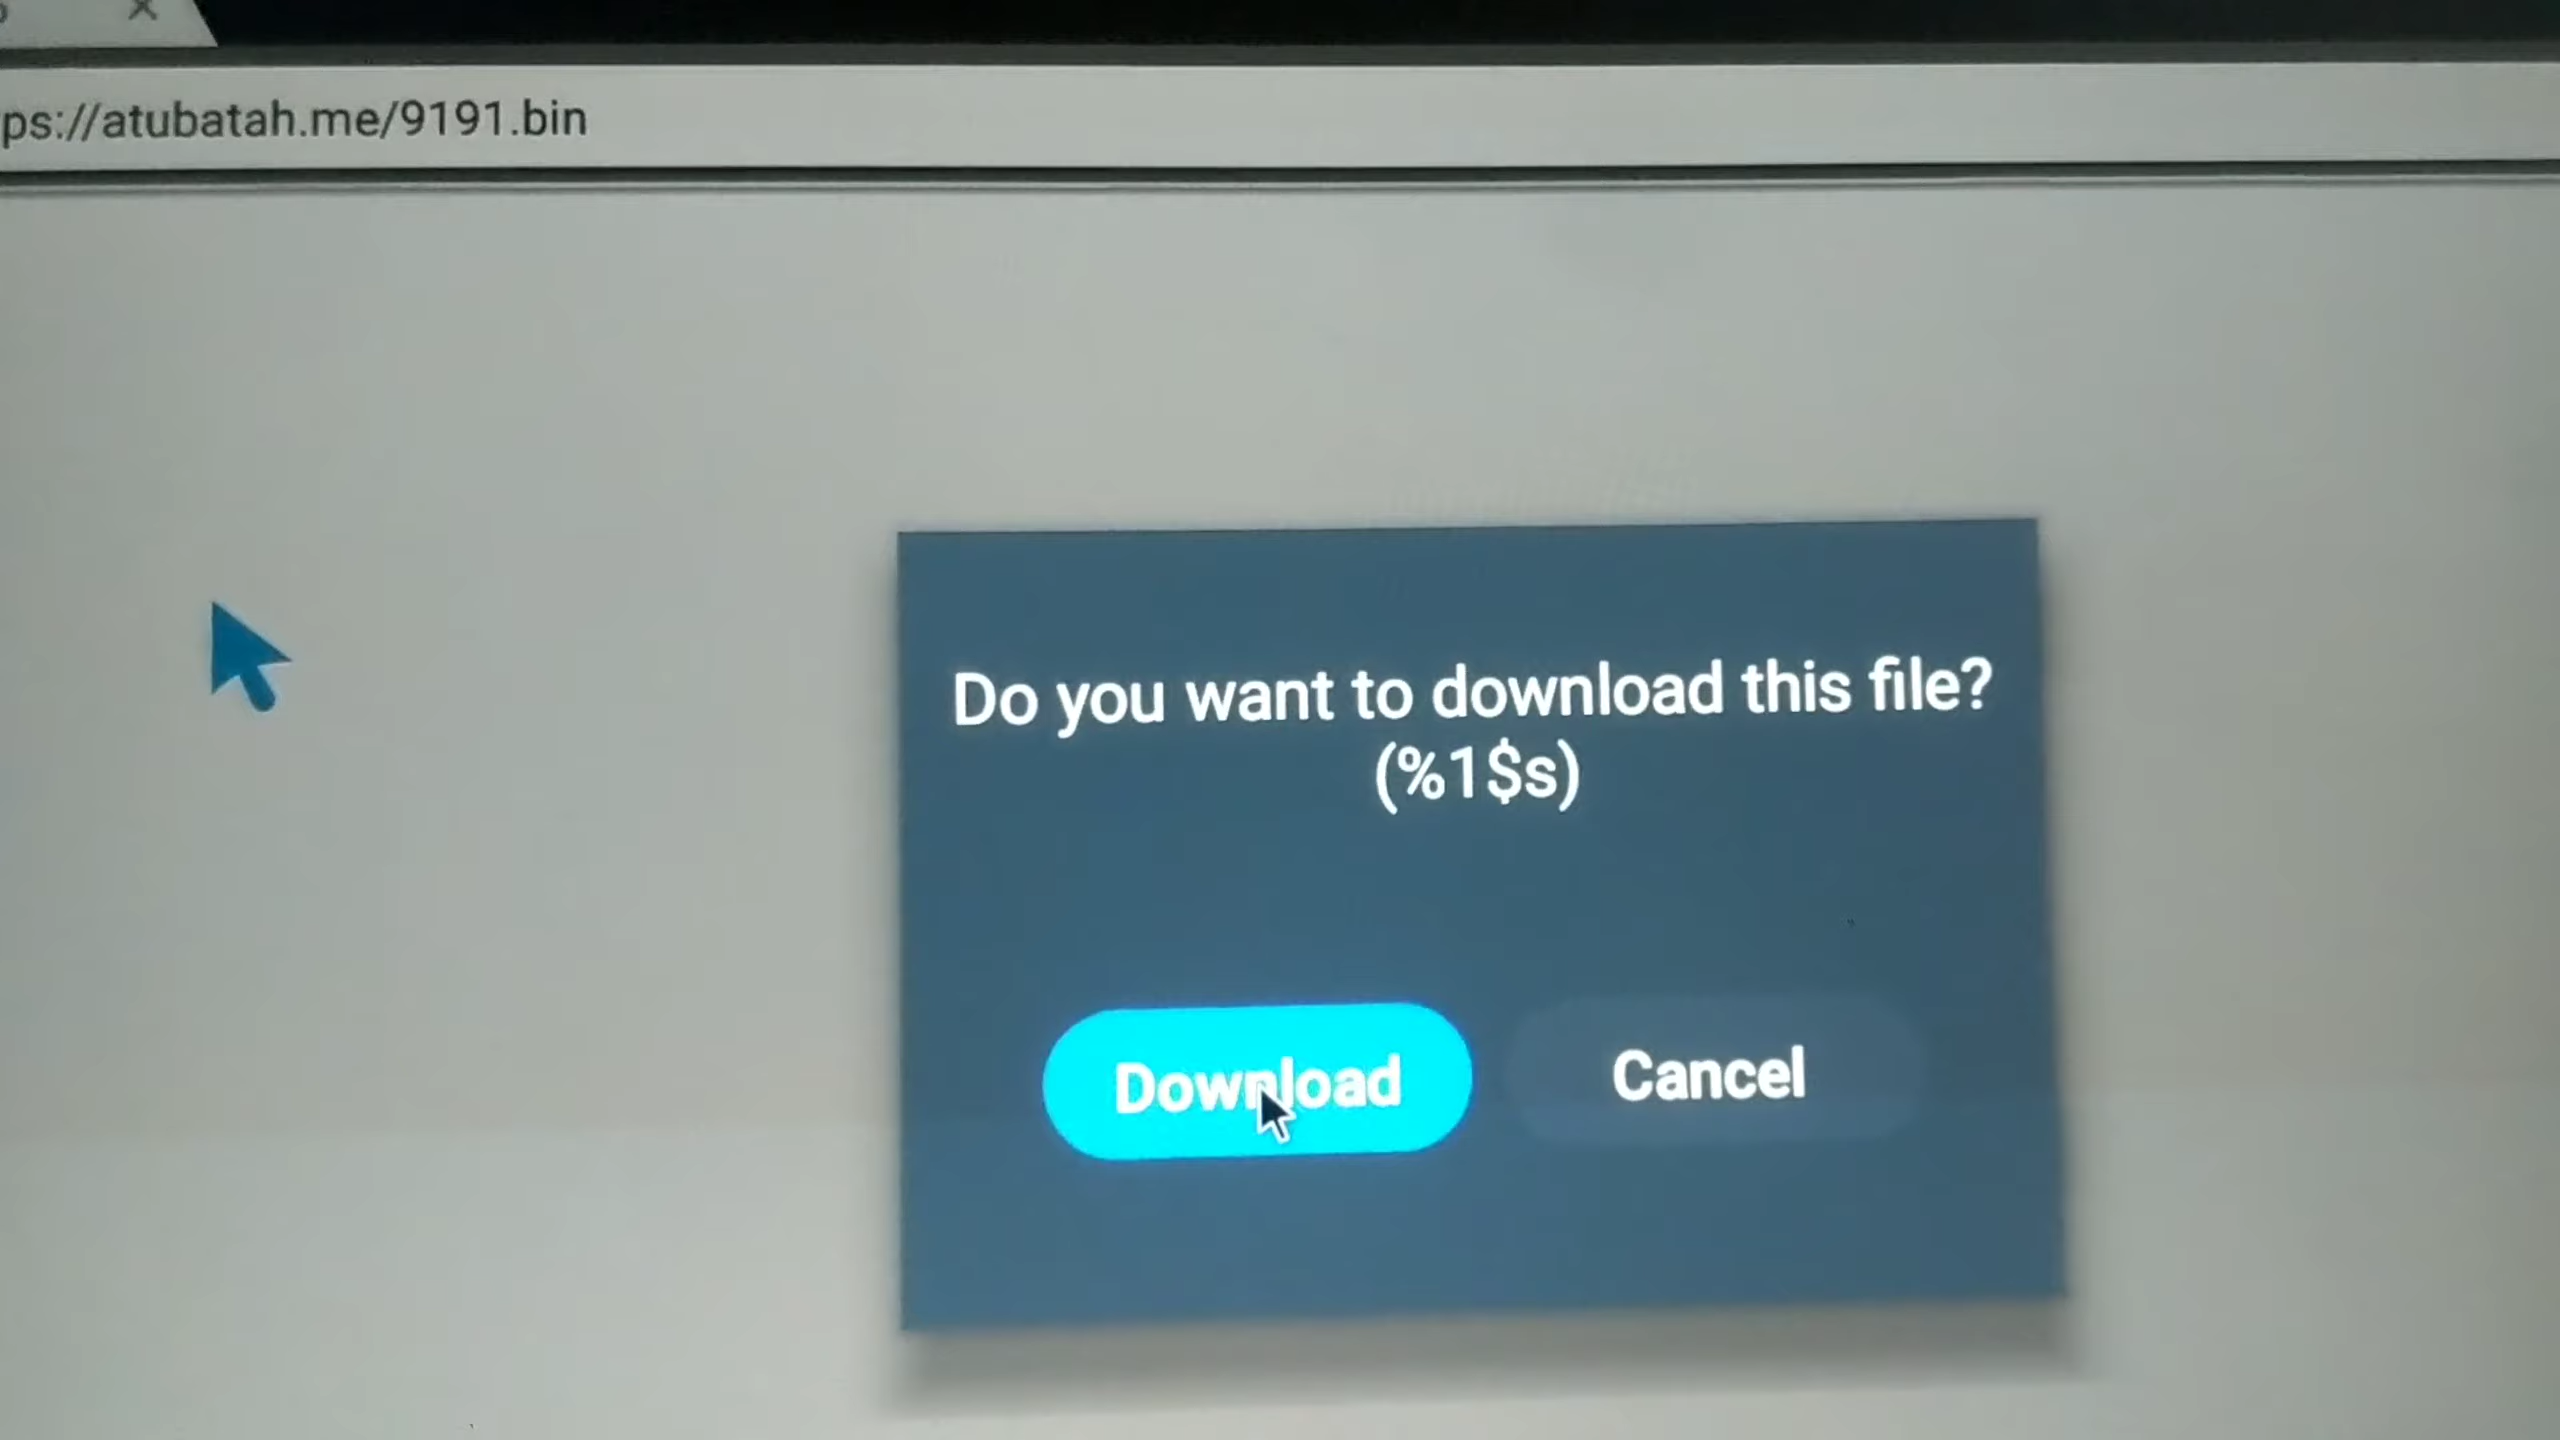 ps://atubatah.me/9191.bin
Do you want to download this file?
(%1$s)
Download
Cancel